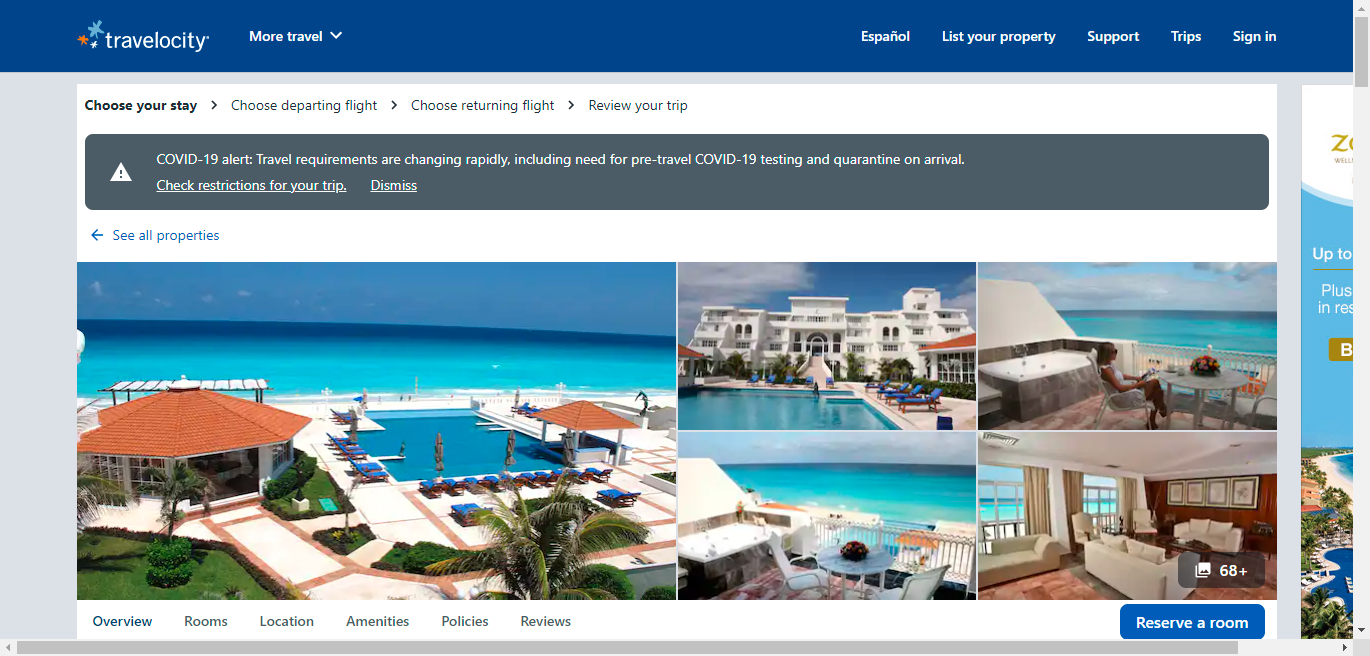 travelocity
More travel
Español
List your property
Support
Trips
Sign in
Choose your stay
Choose departing flight
Choose returning flight
Review your trip
COVID-19 alert: Travel requirements are changing rapidly, including need for pre-travel COVID-19 testing and quarantine on arrival.
Check restrictions for your trip.
Dismiss
See all properties
Up to
Plus
in res
B
68+
Overview
Rooms
Location
Amenities
Policies
Reviews
Reserve a room